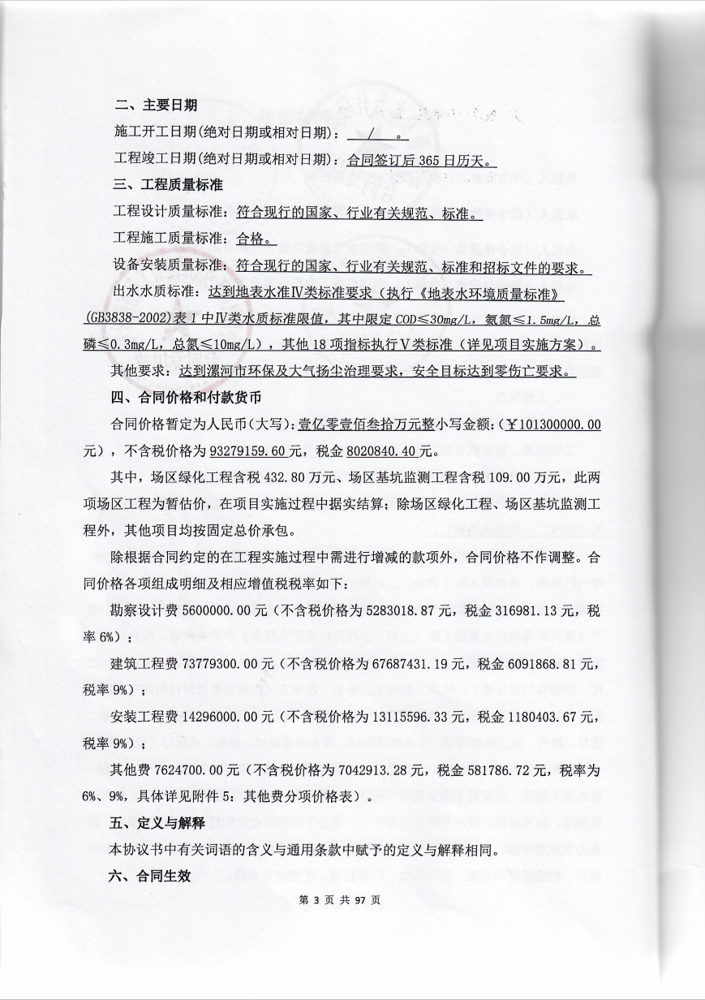 二、主要日期
施工开工日期(绝对日期或相对日期)： / 。
工程竣工日期(绝对日期或相对日期)：合同签订后 365 日历天。
三、工程质量标准
工程设计质量标准：符合现行的国家、行业有关规范、标准。
工程施工质量标准：合格。
设备安装质量标准：符合现行的国家、行业有关规范、标准和招标文件的要求。
出水水质标准：达到地表水准Ⅳ类标准要求（执行《地表水环境质量标准》
(GB3838-2002)表 1 中Ⅳ类水质标准限值，其中限定 COD≤30mg/L，氨氮≤1.5mg/L，总
磷≤0.3mg/L，总氮≤10mg/L），其他 18 项指标执行Ⅴ类标准（详见项目实施方案）。
其他要求：达到漯河市环保及大气扬尘治理要求，安全目标达到零伤亡要求。
四、合同价格和付款货币
合同价格暂定为人民币(大写)：壹亿零壹佰叁拾万元整小写金额：(￥101300000.00
元），不含税价格为 93279159.60 元，税金 8020840.40 元。
其中，场区绿化工程含税 432.80 万元、场区基坑监测工程含税 109.00 万元，此两
项场区工程为暂估价，在项目实施过程中据实结算；除场区绿化工程、场区基坑监测工
程外，其他项目均按固定总价承包。
除根据合同约定的在工程实施过程中需进行增减的款项外，合同价格不作调整。合
同价格各项组成明细及相应增值税税率如下：
勘察设计费 5600000.00 元（不含税价格为 5283018.87 元，税金 316981.13 元，税
率 6%）；
建筑工程费 73779300.00 元（不含税价格为 67687431.19 元，税金 6091868.81 元，
税率 9%）；
安装工程费 14296000.00 元（不含税价格为 13115596.33 元，税金 1180403.67 元，
税率 9%）；
其他费 7624700.00 元（不含税价格为 7042913.28 元，税金 581786.72 元，税率为
6%、9%，具体详见附件 5：其他费分项价格表）。
五、定义与解释
本协议书中有关词语的含义与通用条款中赋予的定义与解释相同。
六、合同生效
第 3 页 共 97 页